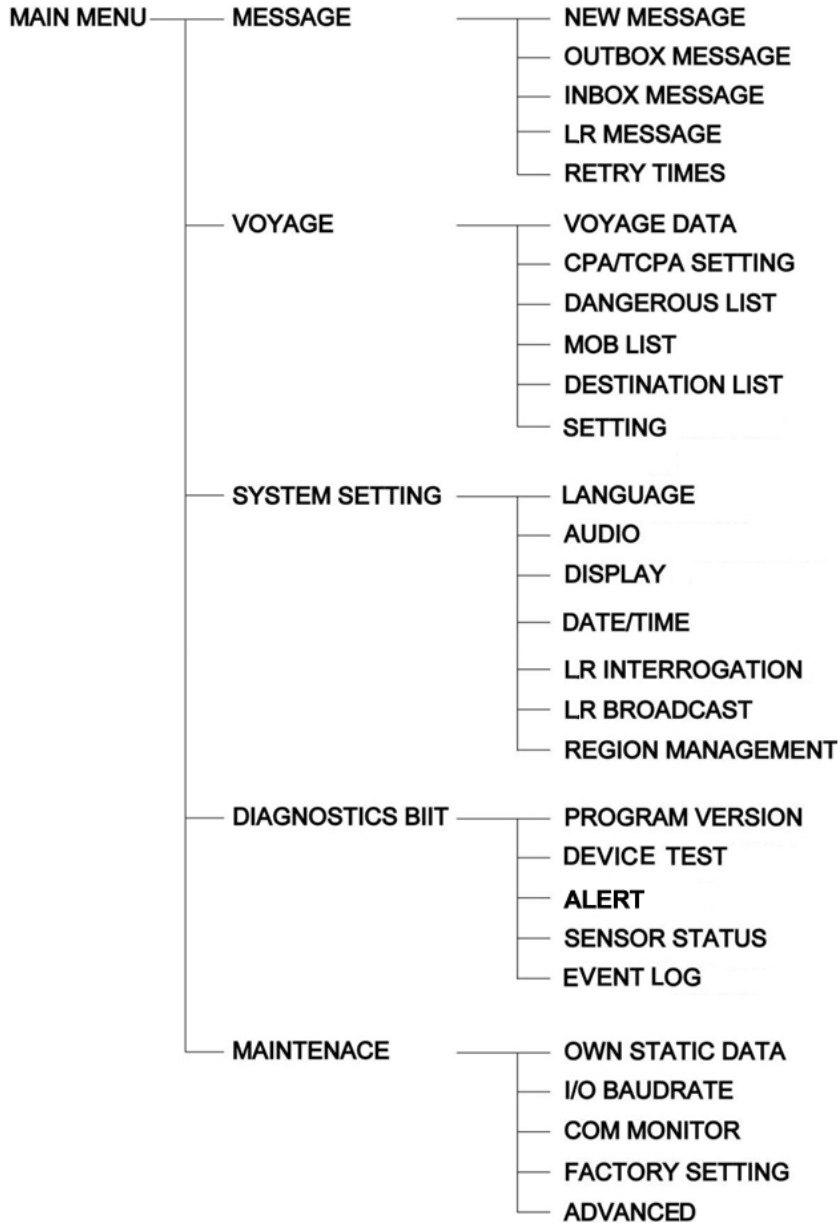 MAIN MENU
MESSAGE
NEW MESSAGE
OUTBOX MESSAGE
INBOX MESSAGE
LR MESSAGE
RETRY TIMES
VOYAGE
VOYAGE DATA
CPA/TCPA SETTING
DANGEROUS LIST
MOB LIST
DESTINATION LIST
SETTING
SYSTEM SETTING
LANGUAGE
AUDIO
DISPLAY
DATE/TIME
LR INTERROGATION
LR BROADCAST
REGION MANAGEMENT
DIAGNOSTICS BIIT
PROGRAM VERSION
DEVICE TEST
ALERT
SENSOR STATUS
EVENT LOG
MAINTENACE
OWN STATIC DATA
I/O BAUDRATE
COM MONITOR
FACTORY SETTING
ADVANCED